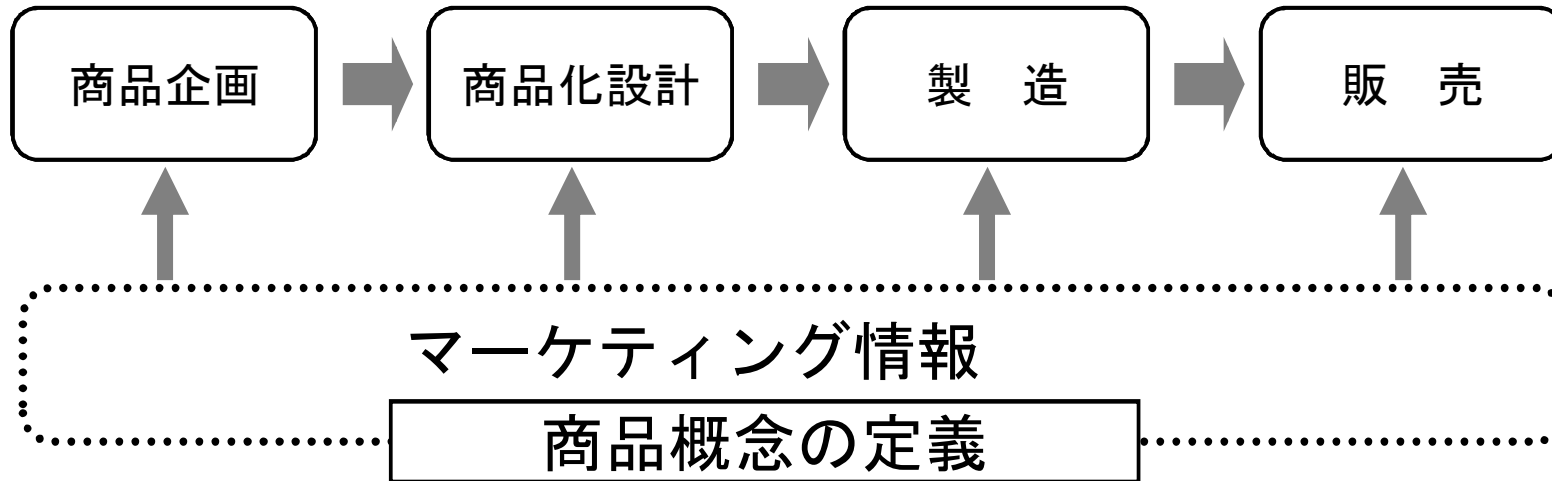 商品企画
商品化設計
製　造
販　売
マーケティング情報
商品概念の定義